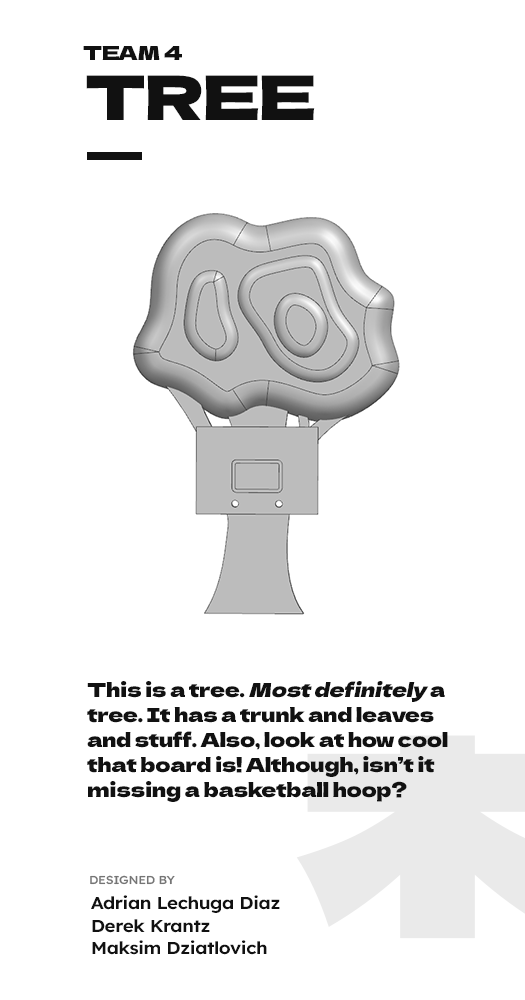 TEAM 4
TREE
This is a tree. Most definitely a
tree. It has a trunk and leaves
and stuff. Also, look at how cool
that board is! Although, isn’t it
missing a basketball hoop?
木
DESIGNED BY
Adrian Lechuga Diaz
Derek Krantz
Maksim Dziatlovich